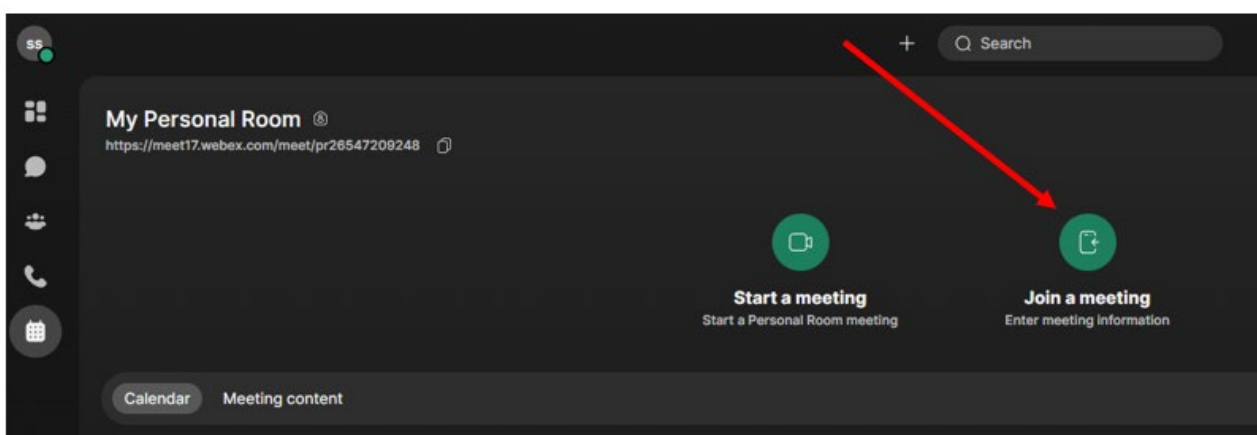 SS
Search
My Personal Room
https://meet17.webex.com/meet/pr26547209248
Start a meeting
Start a Personal Room meeting
Join a meeting
Enter meeting information
Calendar
Meeting content